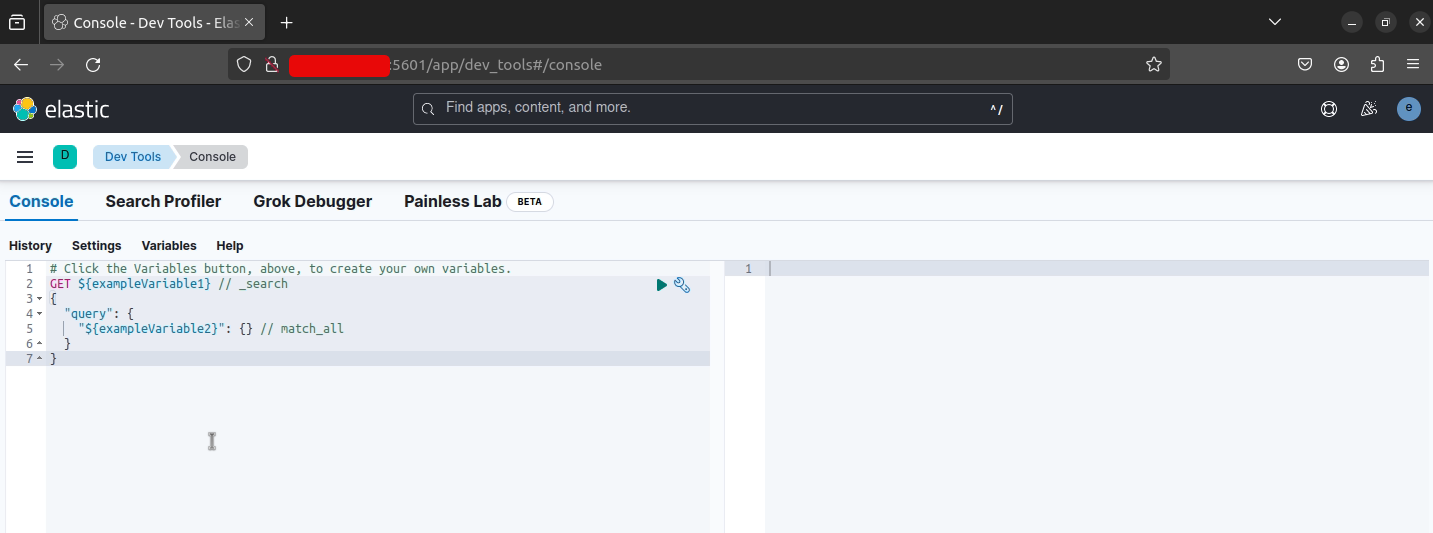 Console - Dev Tools - Elas
:5601/app/dev_tools#/console
elastic
Find apps, content, and more.
^ /
e
D
Dev Tools
Console
Console
Search Profiler
Grok Debugger
Painless Lab
BETA
History
Settings
Variables
Help
1 # Click the Variables button, above, to create your own variables.
2 GET ${exampleVariable1} // _search
3 {
4 "query": {
5 "${exampleVariable2}": {} // match_all
6 }
7 }
1